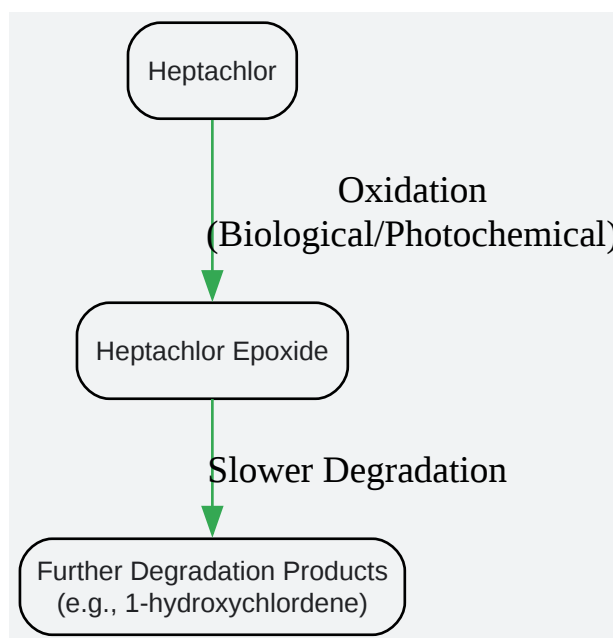 Heptachlor
Oxidation
(Biological/Photochemical)
Heptachlor Epoxide
Slower Degradation
Further Degradation Products
(e.g., 1-hydroxychlordene)